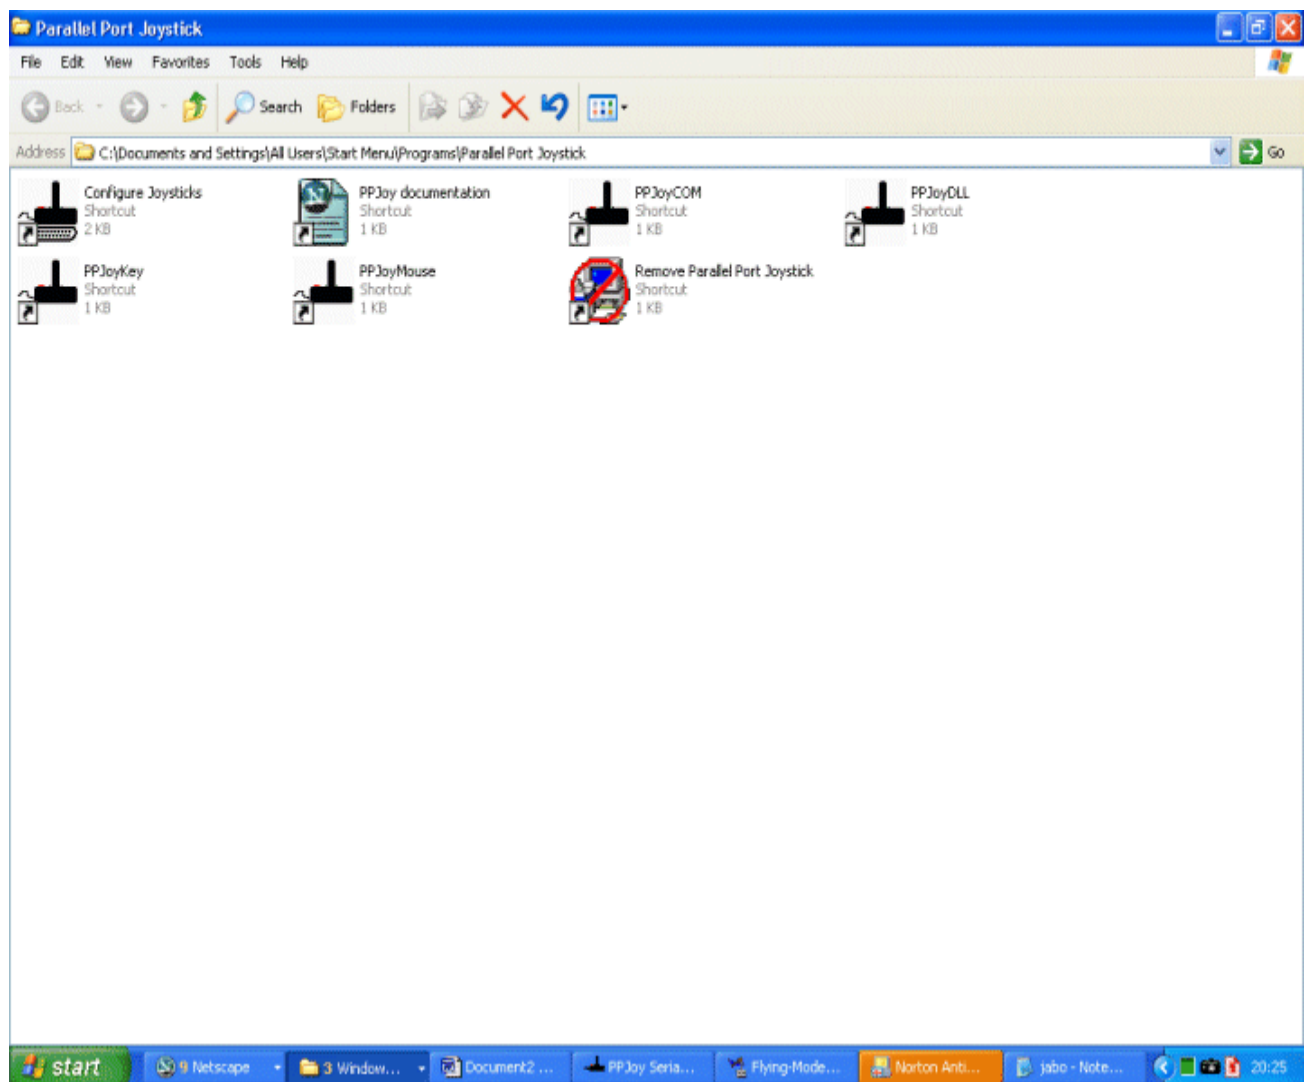 Parallel Port Joystick
File Edit View Favorites Tools Help
Back Search Folders
Address C:\Documents and Settings\All Users\Start Menu\Programs\Parallel Port Joystick Go
Configure Joysticks
Shortcut
2 KB
PPJoy documentation
Shortcut
1 KB
PPJoyCOM
Shortcut
1 KB
PPJoyDLL
Shortcut
1 KB
PPJoyKey
Shortcut
1 KB
PPJoyMouse
Shortcut
1 KB
Remove Parallel Port Joystick
Shortcut
1 KB
start 9 Netscape 3 Window... Document2 ... PPJoy Seria... Flying-Mode... Norton Anti... jabo - Note... 20:25